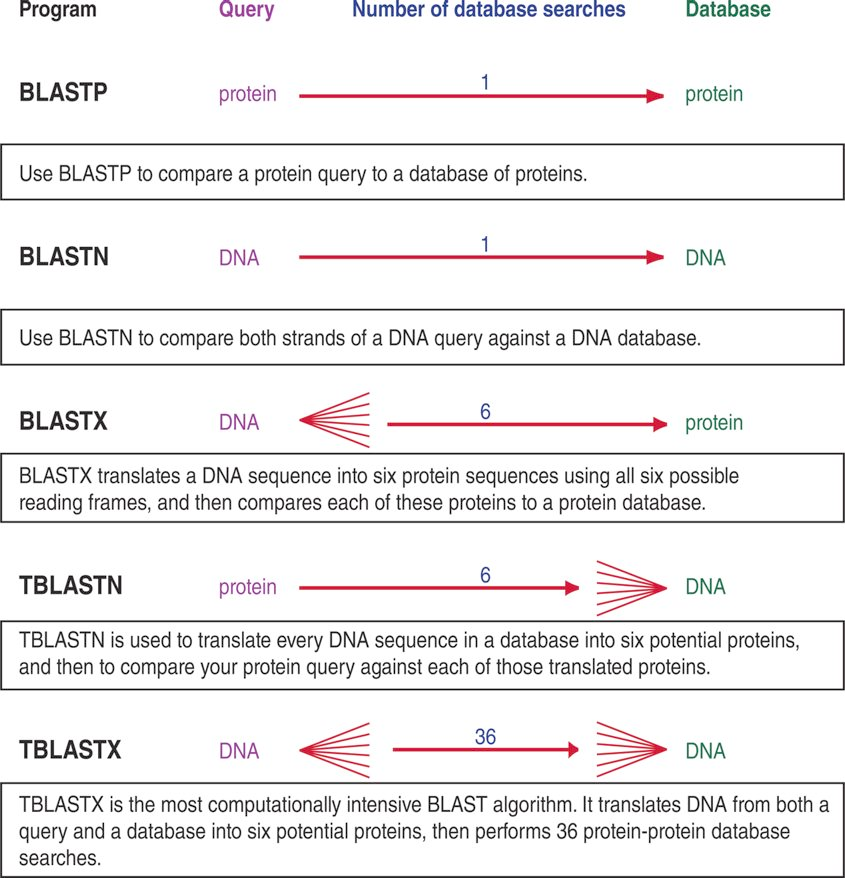 Program Query Number of database searches Database
1
BLASTP protein protein
Use BLASTP to compare a protein query to a database of proteins.
1
BLASTN DNA DNA
Use BLASTN to compare both strands of a DNA query against a DNA database.
6
BLASTX DNA protein
BLASTX translates a DNA sequence into six protein sequences using all six possible
reading frames, and then compares each of these proteins to a protein database.
6
TBLASTN protein DNA
TBLASTN is used to translate every DNA sequence in a database into six potential proteins,
and then to compare your protein query against each of those translated proteins.
36
TBLASTX DNA DNA
TBLASTX is the most computationally intensive BLAST algorithm. It translates DNA from both a
query and a database into six potential proteins, then performs 36 protein-protein database
searches.